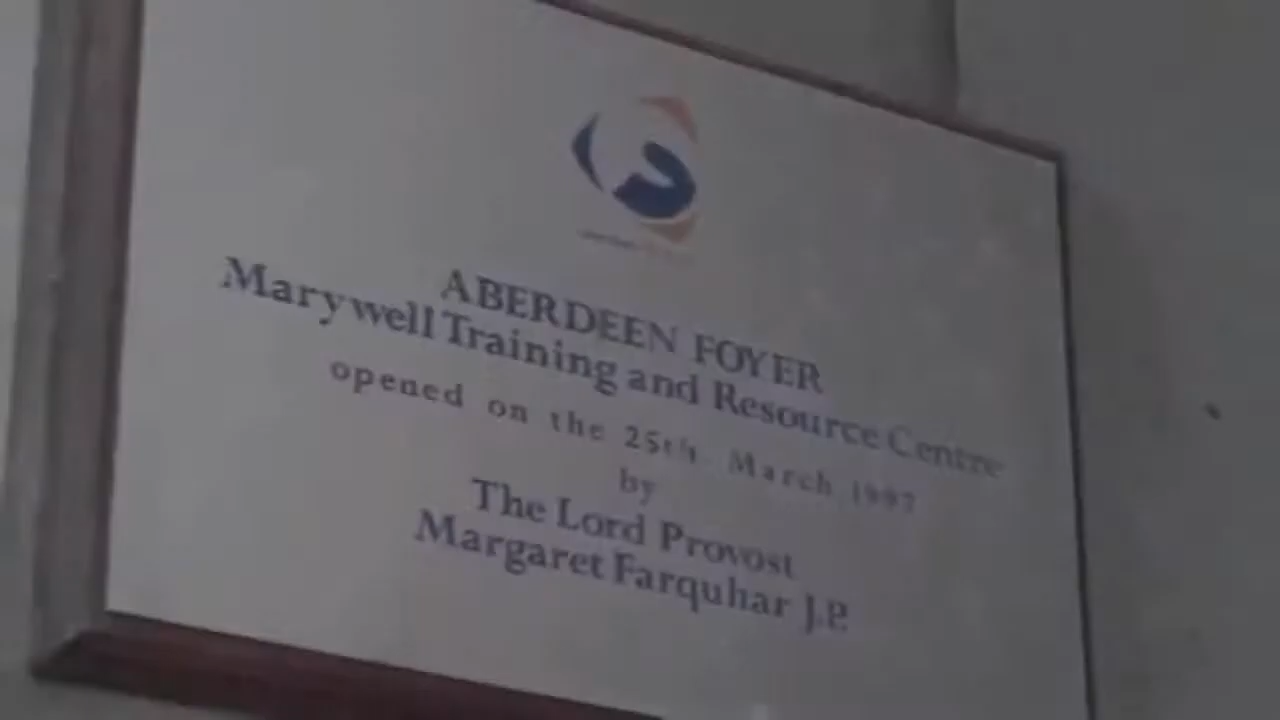 ABERDEEN FOYER
Marywell Training and Resource Centre
opened on the 25th. March 1997
by
The Lord Provost
Margaret Farquhar J.P.